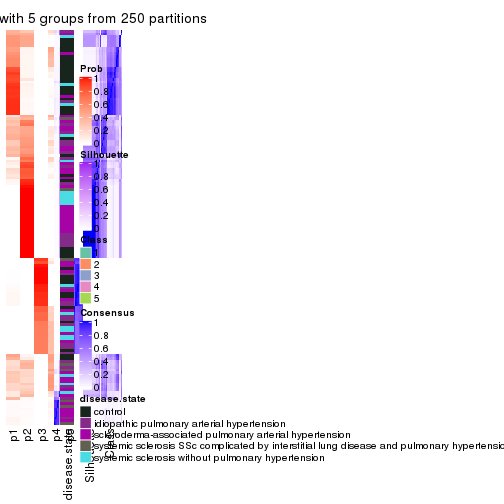 with 5 groups from 250 partitions
Prob
1
0.8
0.6
0.4
0.2
0
Silhouette
1
0.8
0.6
0.4
0.2
0
Class
1
2
3
4
5
Consensus
1
0.8
0.6
0.4
0.2
0
disease.state
control
idiopathic pulmonary arterial hypertension
scleroderma-associated pulmonary arterial hypertension
systemic sclerosis SSc complicated by interstitial lung disease and pulmonary hypertensio
systemic sclerosis without pulmonary hypertension
p1
p2
p3
p4
disease.state
Silh
Class